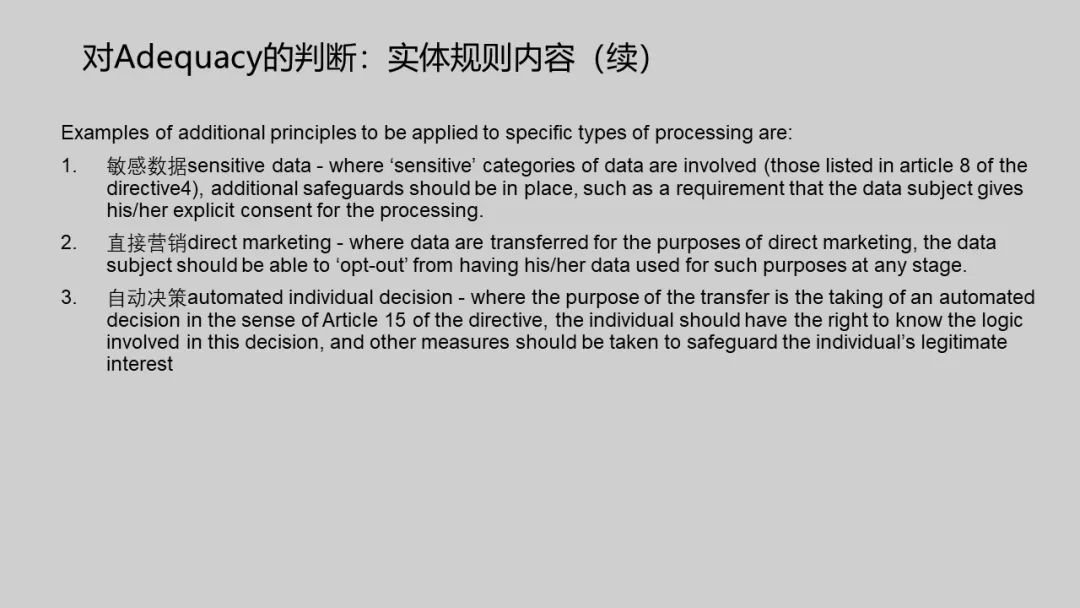 对Adequacy的判断：实体规则内容（续）
Examples of additional principles to be applied to specific types of processing are:
1. 敏感数据sensitive data - where ‘sensitive’ categories of data are involved (those listed in article 8 of the
directive4), additional safeguards should be in place, such as a requirement that the data subject gives
his/her explicit consent for the processing.
2. 直接营销direct marketing - where data are transferred for the purposes of direct marketing, the data
subject should be able to ‘opt-out’ from having his/her data used for such purposes at any stage.
3. 自动决策automated individual decision - where the purpose of the transfer is the taking of an automated
decision in the sense of Article 15 of the directive, the individual should have the right to know the logic
involved in this decision, and other measures should be taken to safeguard the individual’s legitimate
interest